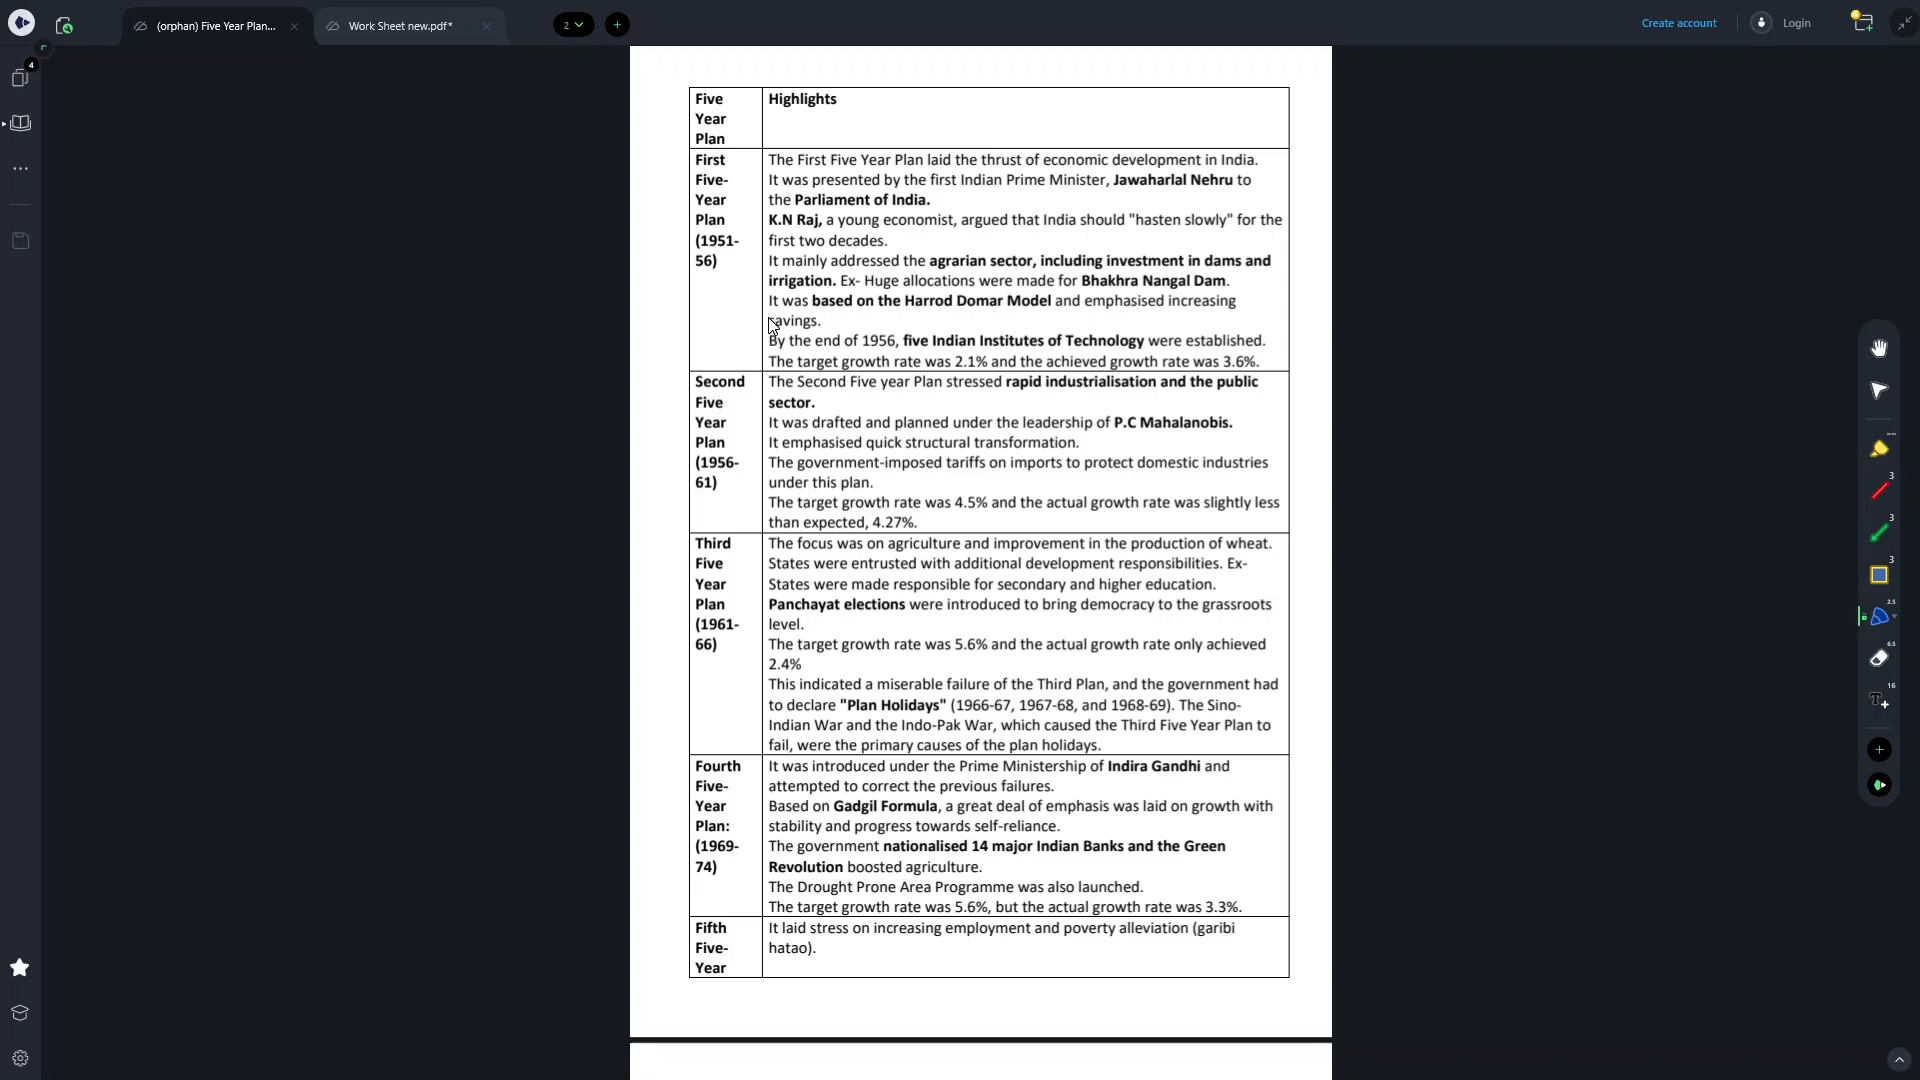 (orphan) Five Year Plan...
Work Sheet new.pdf*
2
Create account
Login
4
Five
Year
Plan
Highlights
First
Five-
Year
Plan
(1951-
56)
The First Five Year Plan laid the thrust of economic development in India.
It was presented by the first Indian Prime Minister, Jawaharlal Nehru to
the Parliament of India.
K.N Raj, a young economist, argued that India should "hasten slowly" for the
first two decades.
It mainly addressed the agrarian sector, including investment in dams and
irrigation. Ex- Huge allocations were made for Bhakhra Nangal Dam.
It was based on the Harrod Domar Model and emphasised increasing
savings.
By the end of 1956, five Indian Institutes of Technology were established.
The target growth rate was 2.1% and the achieved growth rate was 3.6%.
Second
Five
Year
Plan
(1956-
61)
The Second Five year Plan stressed rapid industrialisation and the public
sector.
It was drafted and planned under the leadership of P.C Mahalanobis.
It emphasised quick structural transformation.
The government-imposed tariffs on imports to protect domestic industries
under this plan.
The target growth rate was 4.5% and the actual growth rate was slightly less
than expected, 4.27%.
Third
Five
Year
Plan
(1961-
66)
The focus was on agriculture and improvement in the production of wheat.
States were entrusted with additional development responsibilities. Ex-
States were made responsible for secondary and higher education.
Panchayat elections were introduced to bring democracy to the grassroots
level.
The target growth rate was 5.6% and the actual growth rate only achieved
2.4%
This indicated a miserable failure of the Third Plan, and the government had
to declare "Plan Holidays" (1966-67, 1967-68, and 1968-69). The Sino-
Indian War and the Indo-Pak War, which caused the Third Five Year Plan to
fail, were the primary causes of the plan holidays.
Fourth
Five-
Year
Plan:
(1969-
74)
It was introduced under the Prime Ministership of Indira Gandhi and
attempted to correct the previous failures.
Based on Gadgil Formula, a great deal of emphasis was laid on growth with
stability and progress towards self-reliance.
The government nationalised 14 major Indian Banks and the Green
Revolution boosted agriculture.
The Drought Prone Area Programme was also launched.
The target growth rate was 5.6%, but the actual growth rate was 3.3%.
Fifth
Five-
Year
It laid stress on increasing employment and poverty alleviation (garibi
hatao).
3
3
3
2.5
6.5
16